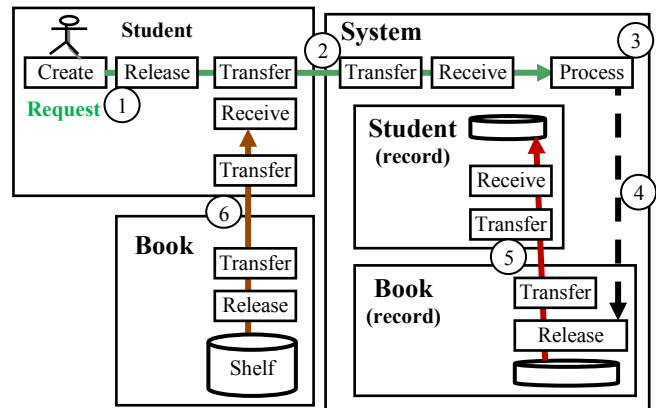 Student
Create
Release
Transfer
Request
1
Receive
Transfer
6
Book
Transfer
Release
Shelf
2
System
3
Transfer
Receive
Process
Student
(record)
Receive
Transfer
4
5
Book
(record)
Transfer
Release